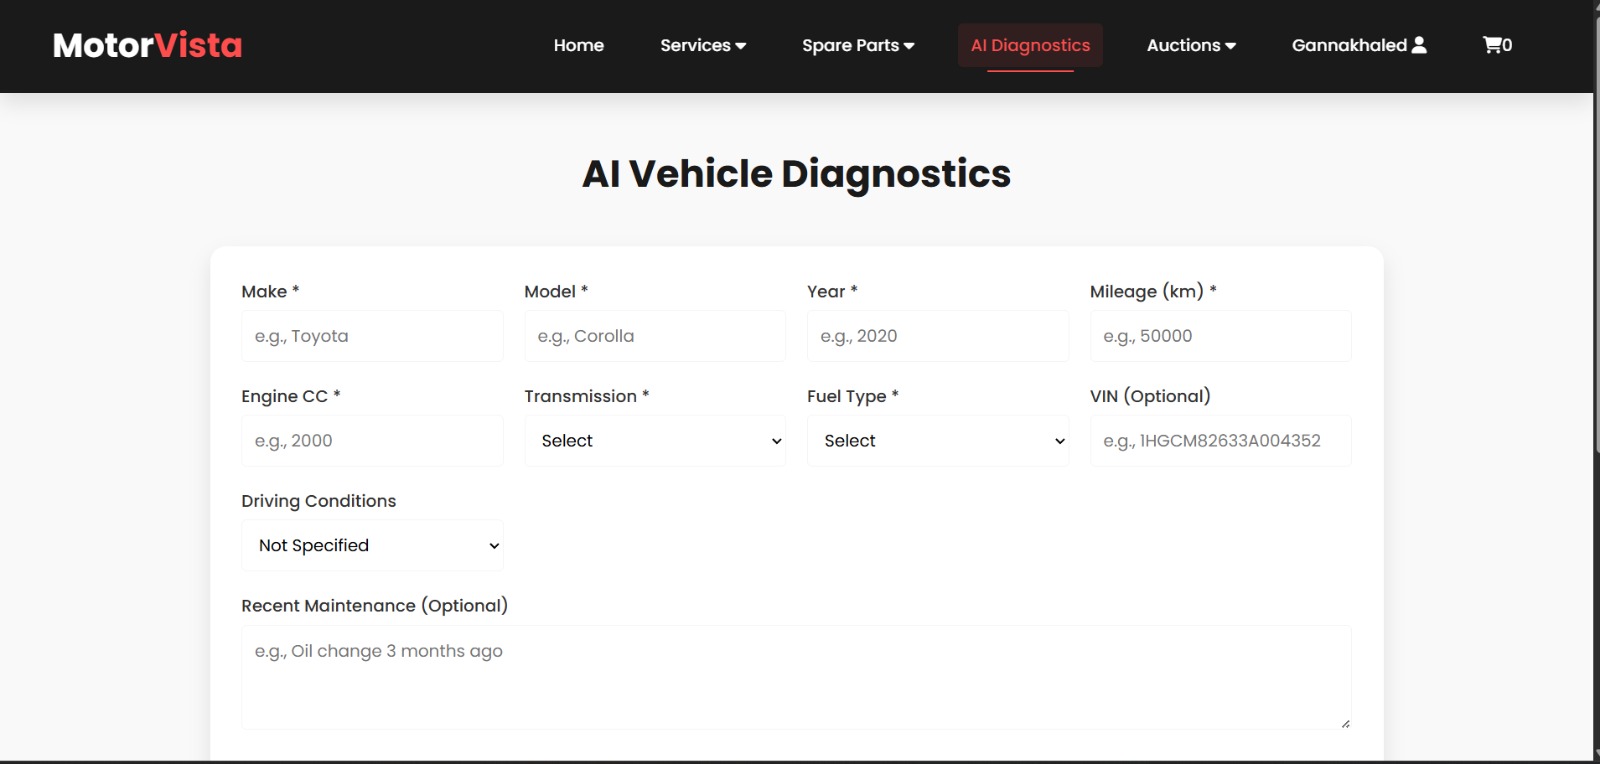 MotorVista Home Services Spare Parts AI Diagnostics Auctions Gannakhaled 0
AI Vehicle Diagnostics
Make * Model * Year * Mileage (km) *
e.g., Toyota e.g., Corolla e.g., 2020 e.g., 50000
Engine CC * Transmission * Fuel Type * VIN (Optional)
e.g., 2000 Select Select e.g., 1HGCM82633A004352
Driving Conditions
Not Specified
Recent Maintenance (Optional)
e.g., Oil change 3 months ago